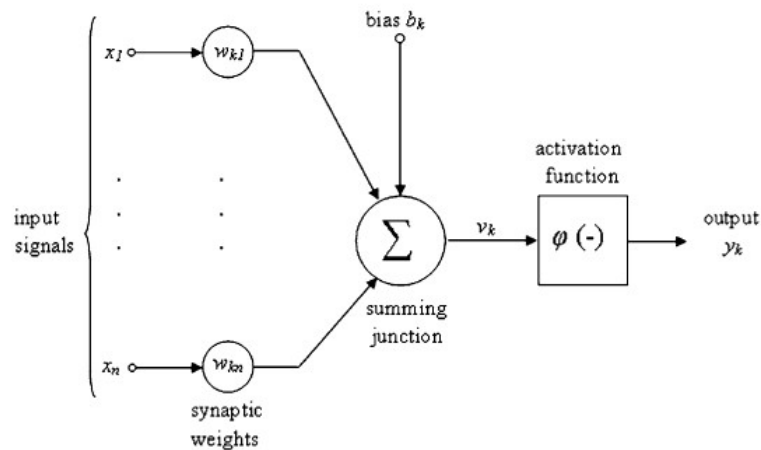 bias b_k
x_1
w_k1
activation
function
input
signals
Σ
v_k
φ (-)
output
y_k
summing
junction
x_n
w_kn
synaptic
weights